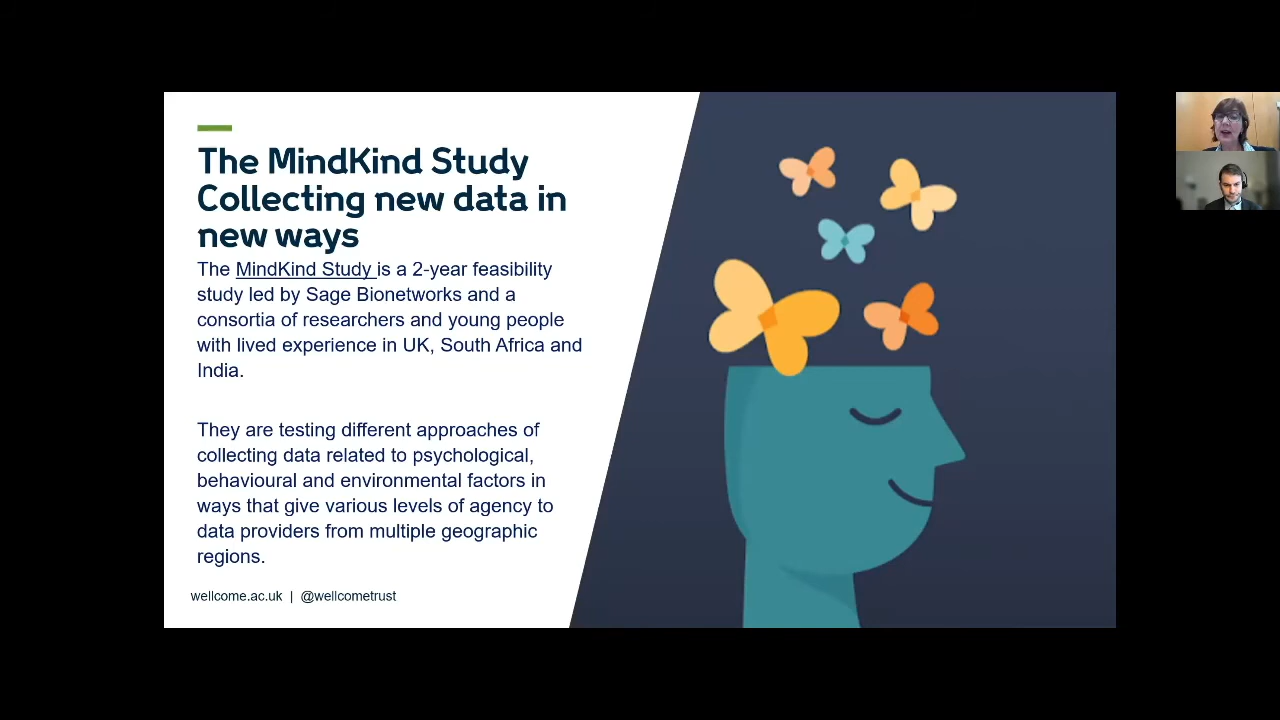 The MindKind Study
Collecting new data in
new ways
The MindKind Study is a 2-year feasibility
study led by Sage Bionetworks and a
consortia of researchers and young people
with lived experience in UK, South Africa and
India.
They are testing different approaches of
collecting data related to psychological,
behavioural and environmental factors in
ways that give various levels of agency to
data providers from multiple geographic
regions.
wellcome.ac.uk | @wellcometrust